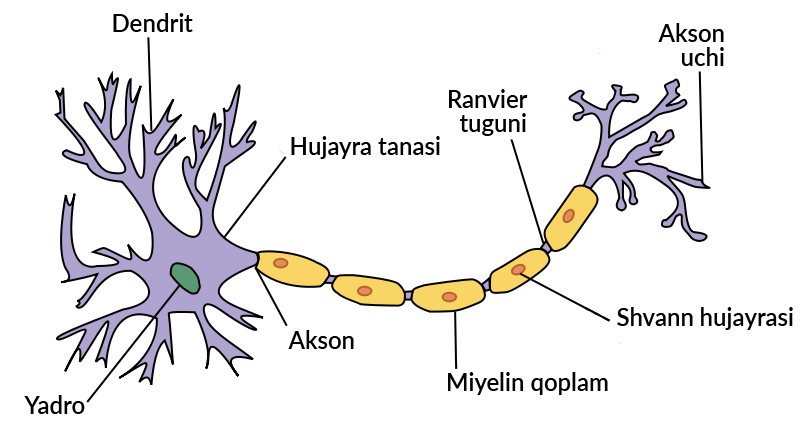 Dendrit
Akson
uchi
Ranvier
tuguni
Hujayra tanasi
Shvann hujayrasi
Akson
Miyelin qoplam
Yadro